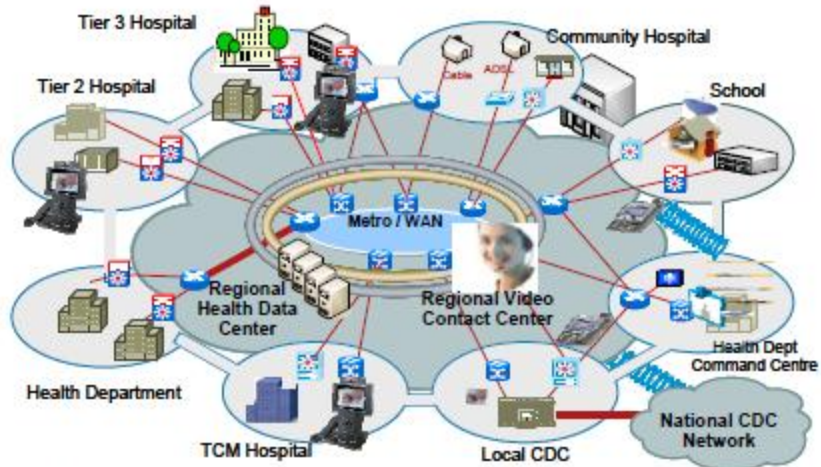 Tier 3 Hospital
Community Hospital
Tier 2 Hospital
Cable
ADSL
School
Metro / WAN
Regional
Health Data
Center
Regional Video
Contact Center
Health Dept
Command Centre
Health Department
TCM Hospital
Local CDC
National CDC
Network